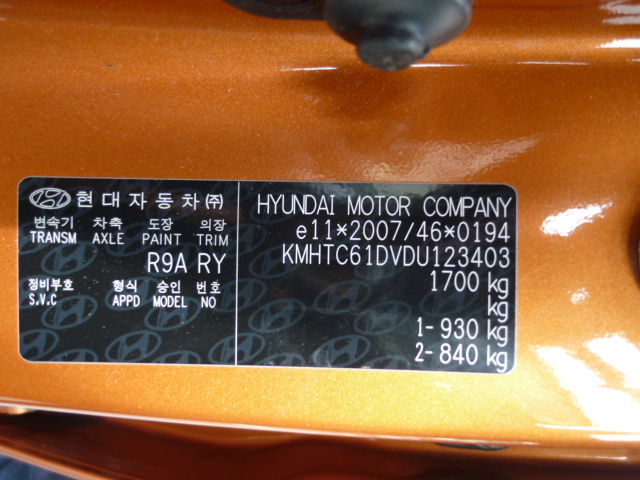 현대자동차㈜
변속기 차축 도장 의장
TRANSM AXLE PAINT TRIM
R9A RY
정비부호 형식 승인 번호
S.V.C APPD MODEL NO
HYUNDAI MOTOR COMPANY
e11*2007/46*0194
KMHTC61DVDU123403
1700 kg
kg
1- 930 kg
2- 840 kg